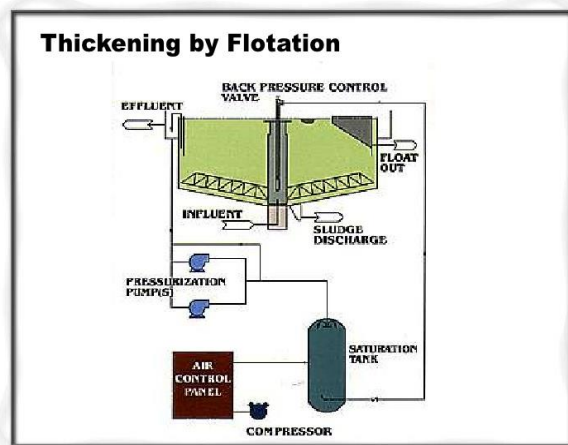 Thickening by Flotation
BACK PRESSURE CONTROL
VALVE
EFFLUENT
FLOAT
OUT
INFLUENT
SLUDGE
DISCHARGE
PRESSURIZATION
PUMP(S)
SATURATION
TANK
AIR
CONTROL
PANEL
COMPRESSOR